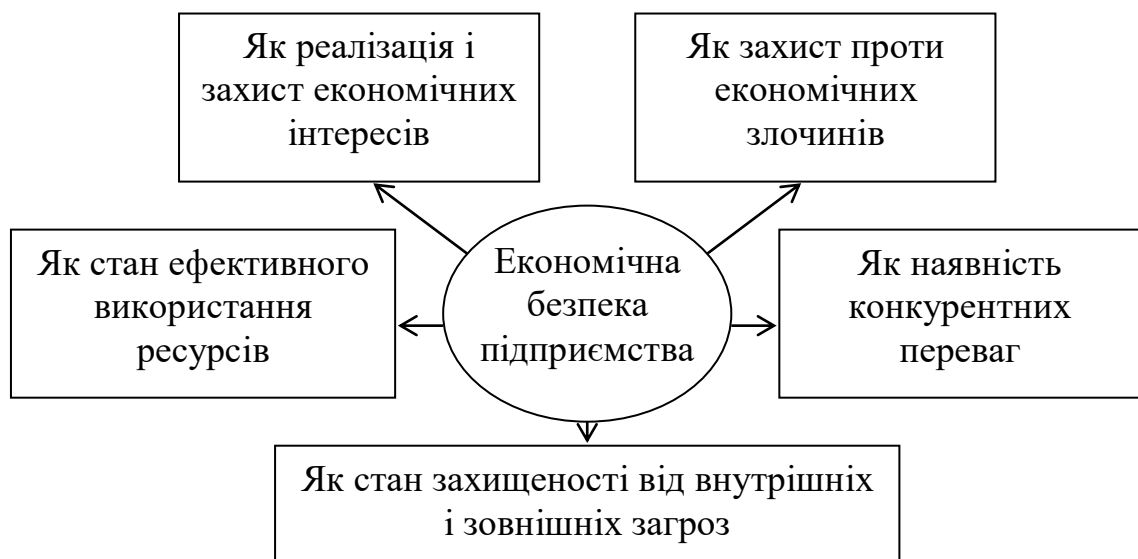 Як реалізація і
захист економічних
інтересів
Як захист проти
економічних
злочинів
Як стан ефективного
використання
ресурсів
Економічна
безпека
підприємства
Як наявність
конкурентних
переваг
Як стан захищеності від внутрішніх
і зовнішніх загроз